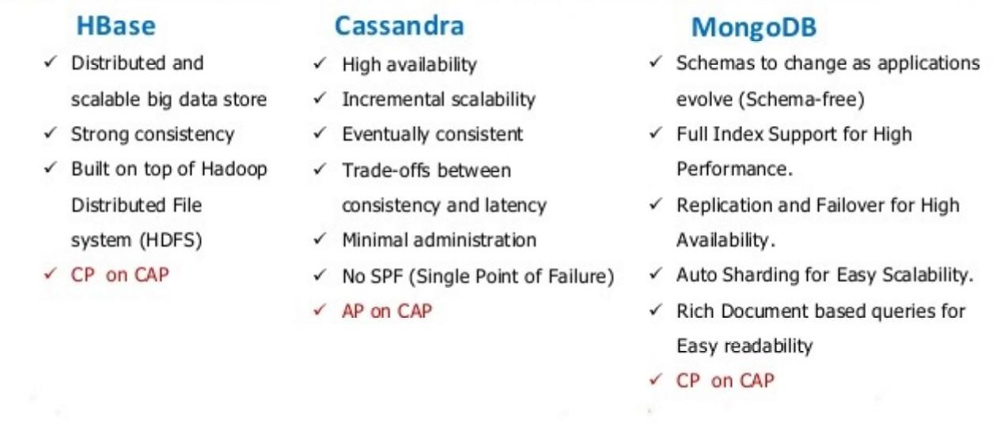 HBase
✓ Distributed and
scalable big data store
✓ Strong consistency
✓ Built on top of Hadoop
Distributed File
system (HDFS)
✓ CP on CAP
Cassandra
✓ High availability
✓ Incremental scalability
✓ Eventually consistent
✓ Trade-offs between
consistency and latency
✓ Minimal administration
✓ No SPF (Single Point of Failure)
✓ AP on CAP
MongoDB
✓ Schemas to change as applications
evolve (Schema-free)
✓ Full Index Support for High
Performance.
✓ Replication and Failover for High
Availability.
✓ Auto Sharding for Easy Scalability.
✓ Rich Document based queries for
Easy readability
✓ CP on CAP